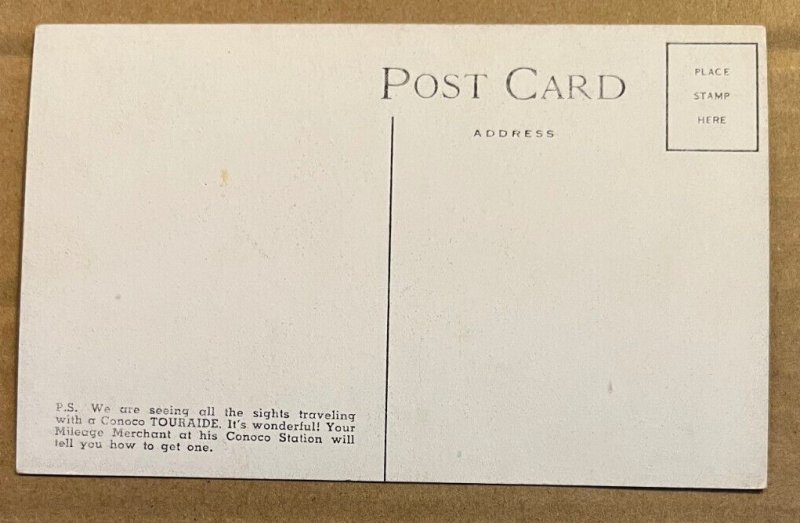 POST CARD
ADDRESS
PLACE
STAMP
HERE
P.S. We are seeing all the sights traveling
with a Conoco TOURAIDE. It's wonderful! Your
Mileage Merchant at his Conoco Station will
tell you how to get one.